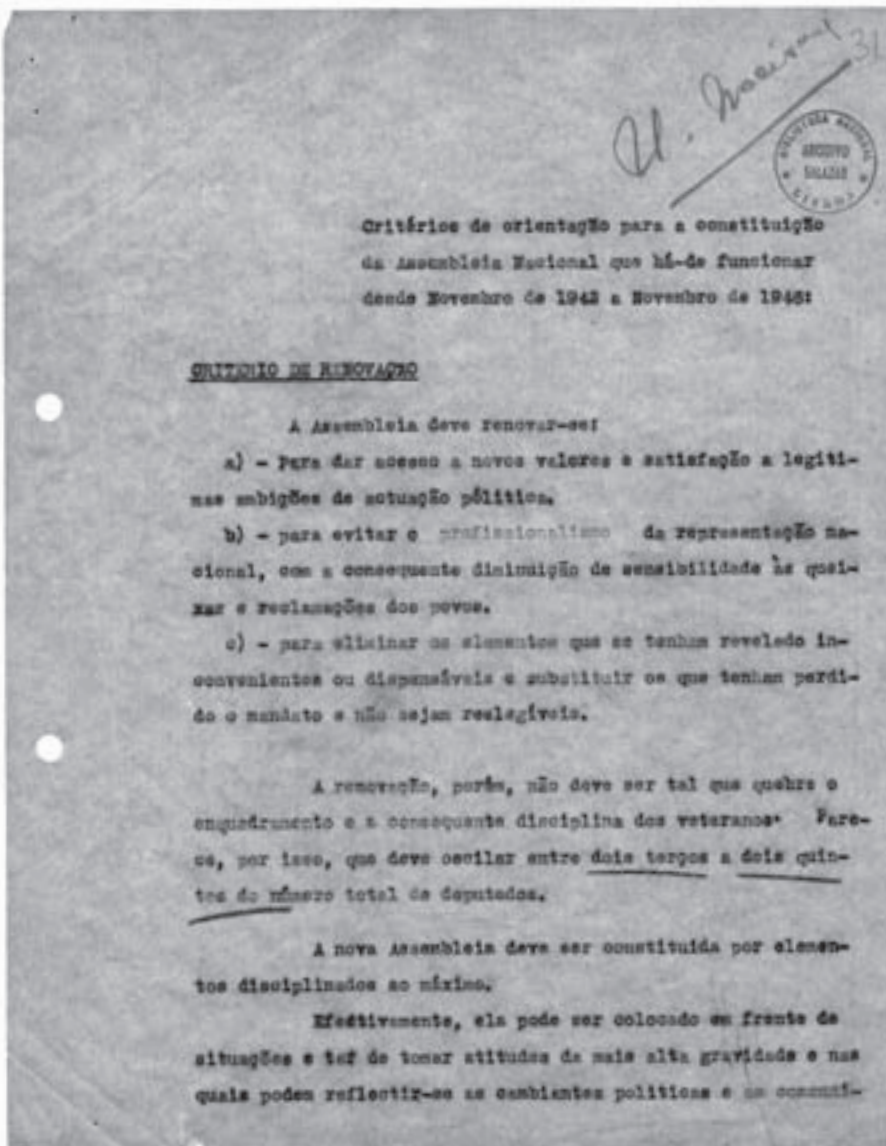 U. Nacional
31
BIBLIOTECA NACIONAL
ARQUIVO
SALAZAR
LISBOA
Critérios de orientação para a constituição
da Assembleia Nacional que há-de funcionar
desde Novembro de 1942 a Novembro de 1946:
CRITERIO DE RENOVAÇÃO
A Assembleia deve renovar-se:
a) - Para dar acesso a novos valores e satisfação a legiti-
mas ambições de actuação pólitica.
b) - para evitar o profissionalismo da representação na-
cional, com a consequente diminuição de sensibilidade às quei-
xar e reclamações dos povos.
c) - para eliminar os elementos que se tenham revelado in-
convenientes ou dispensáveis e substituir os que tenham perdi-
do o mandato e não sejam reelegíveis.
A renovação, porém, não deve ser tal que quebre o
enquadramento e a consequente disciplina dos veteranos. Pare-
ce, por isso, que deve oscilar entre dois terços a dois quin-
tos do número total de deputados.
A nova Assembleia deve ser constituida por elemen-
tos disciplinados ao máximo.
Efectivamente, ela pode ser colocado em frente de
situações e ter de tomar atitudes da mais alta gravidade e nas
quais podem reflectir-se as cambiantes politicas e